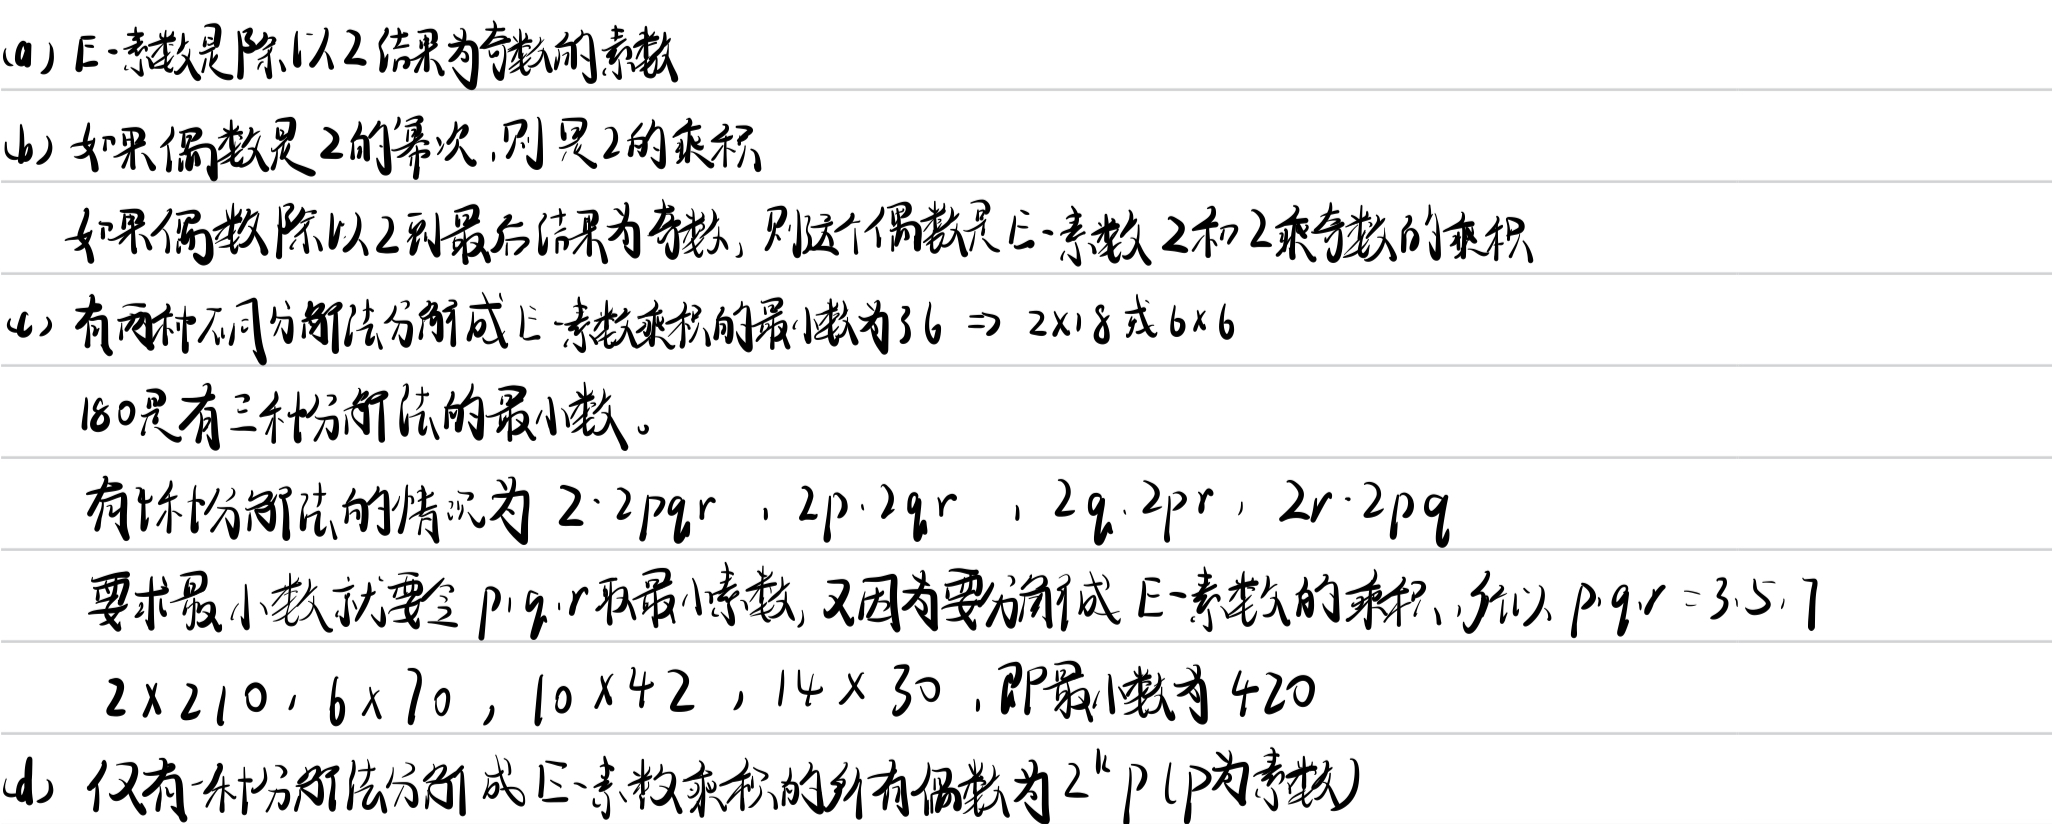 (a) E-素数是除以2结果为奇数的素数
(b) 如果偶数是2的幂次,则是2的乘积
如果偶数除以2到最后结果为奇数,则这个偶数是E-素数2和2乘奇数的乘积
(c) 有两种不同分解法分解成E-素数乘积的最小数为36 ⇒ 2×18或6×6
180是有三种分解法的最小数。
有4种分解法的情况为 2·2pqr , 2p·2qr , 2q·2pr , 2r·2pq
要求最小数就要令 p,q,r取最小素数,又因为要分解成 E-素数的乘积,所以 p,q,r=3,5,7
2×210, 6×70, 10×42, 14×30, 即最小数为420
(d) 仅有一种分解法分解成E-素数乘积的所有偶数为2ᵏp(p为素数)